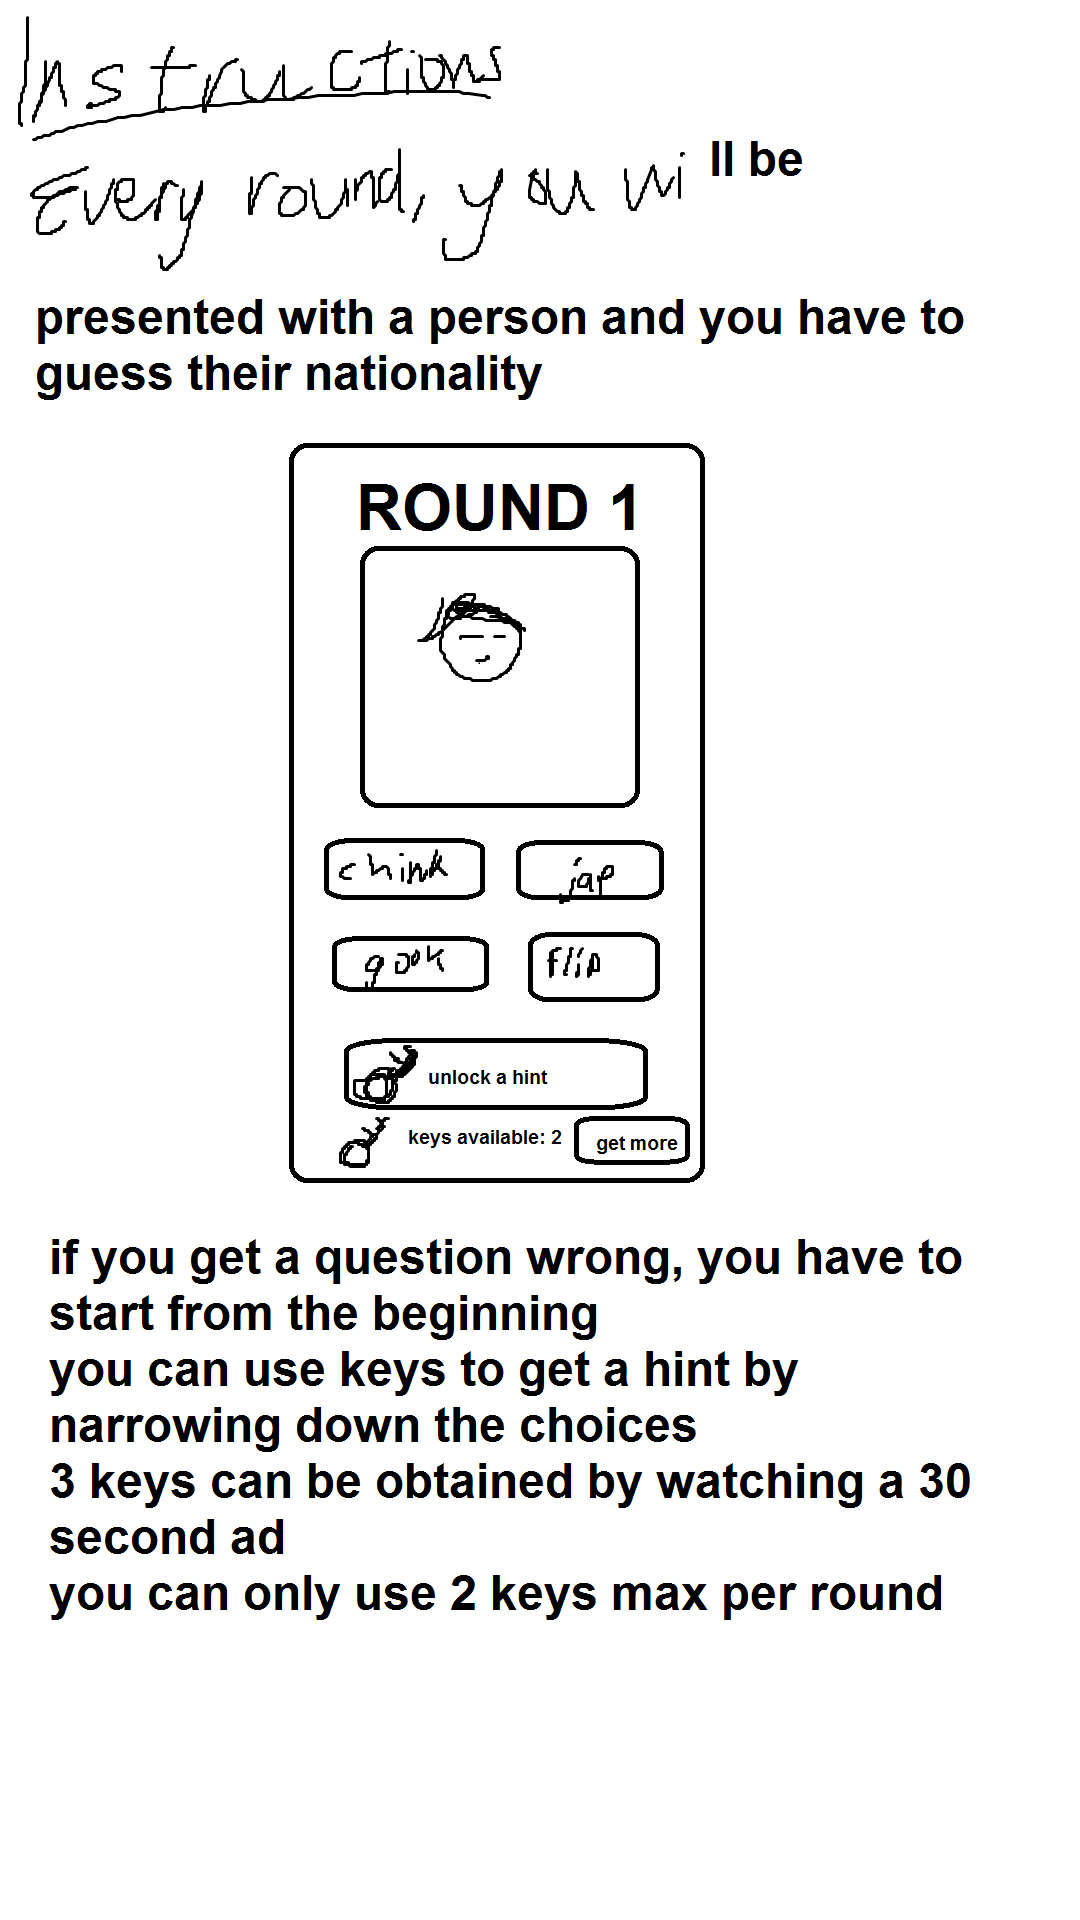 Instructions
Every round, you will be
presented with a person and you have to
guess their nationality
ROUND 1
chink jap
gook flip
unlock a hint
keys available: 2 get more
if you get a question wrong, you have to
start from the beginning
you can use keys to get a hint by
narrowing down the choices
3 keys can be obtained by watching a 30
second ad
you can only use 2 keys max per round